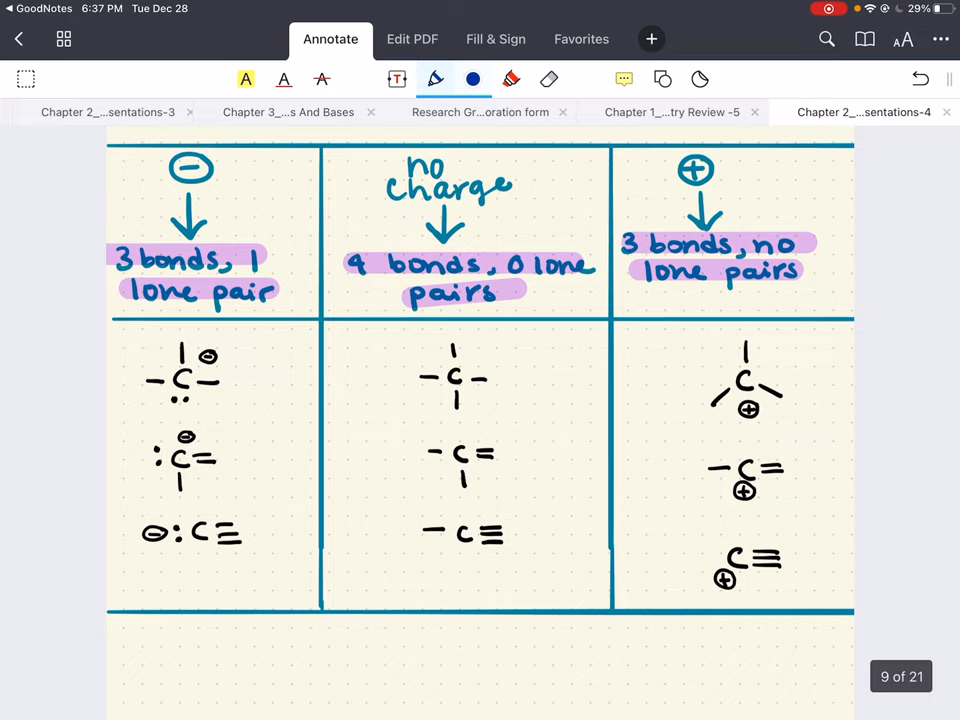 GoodNotes 6:37 PM Tue Dec 28 29%
Annotate Edit PDF Fill & Sign Favorites
Chapter 2_...sentations-3 Chapter 3_...s And Bases Research Gr...oration form Chapter 1_...try Review -5 Chapter 2_...sentations-4
⊖
3 bonds, 1
lone pair
C ⊖
⊖
: C =
⊖ : C ≡
no
charge
4 bonds, 0 lone
pairs
- C -
- C =
- C ≡
⊕
3 bonds, no
lone pairs
C
⊕
- C =
⊕
C ≡
⊕
9 of 21